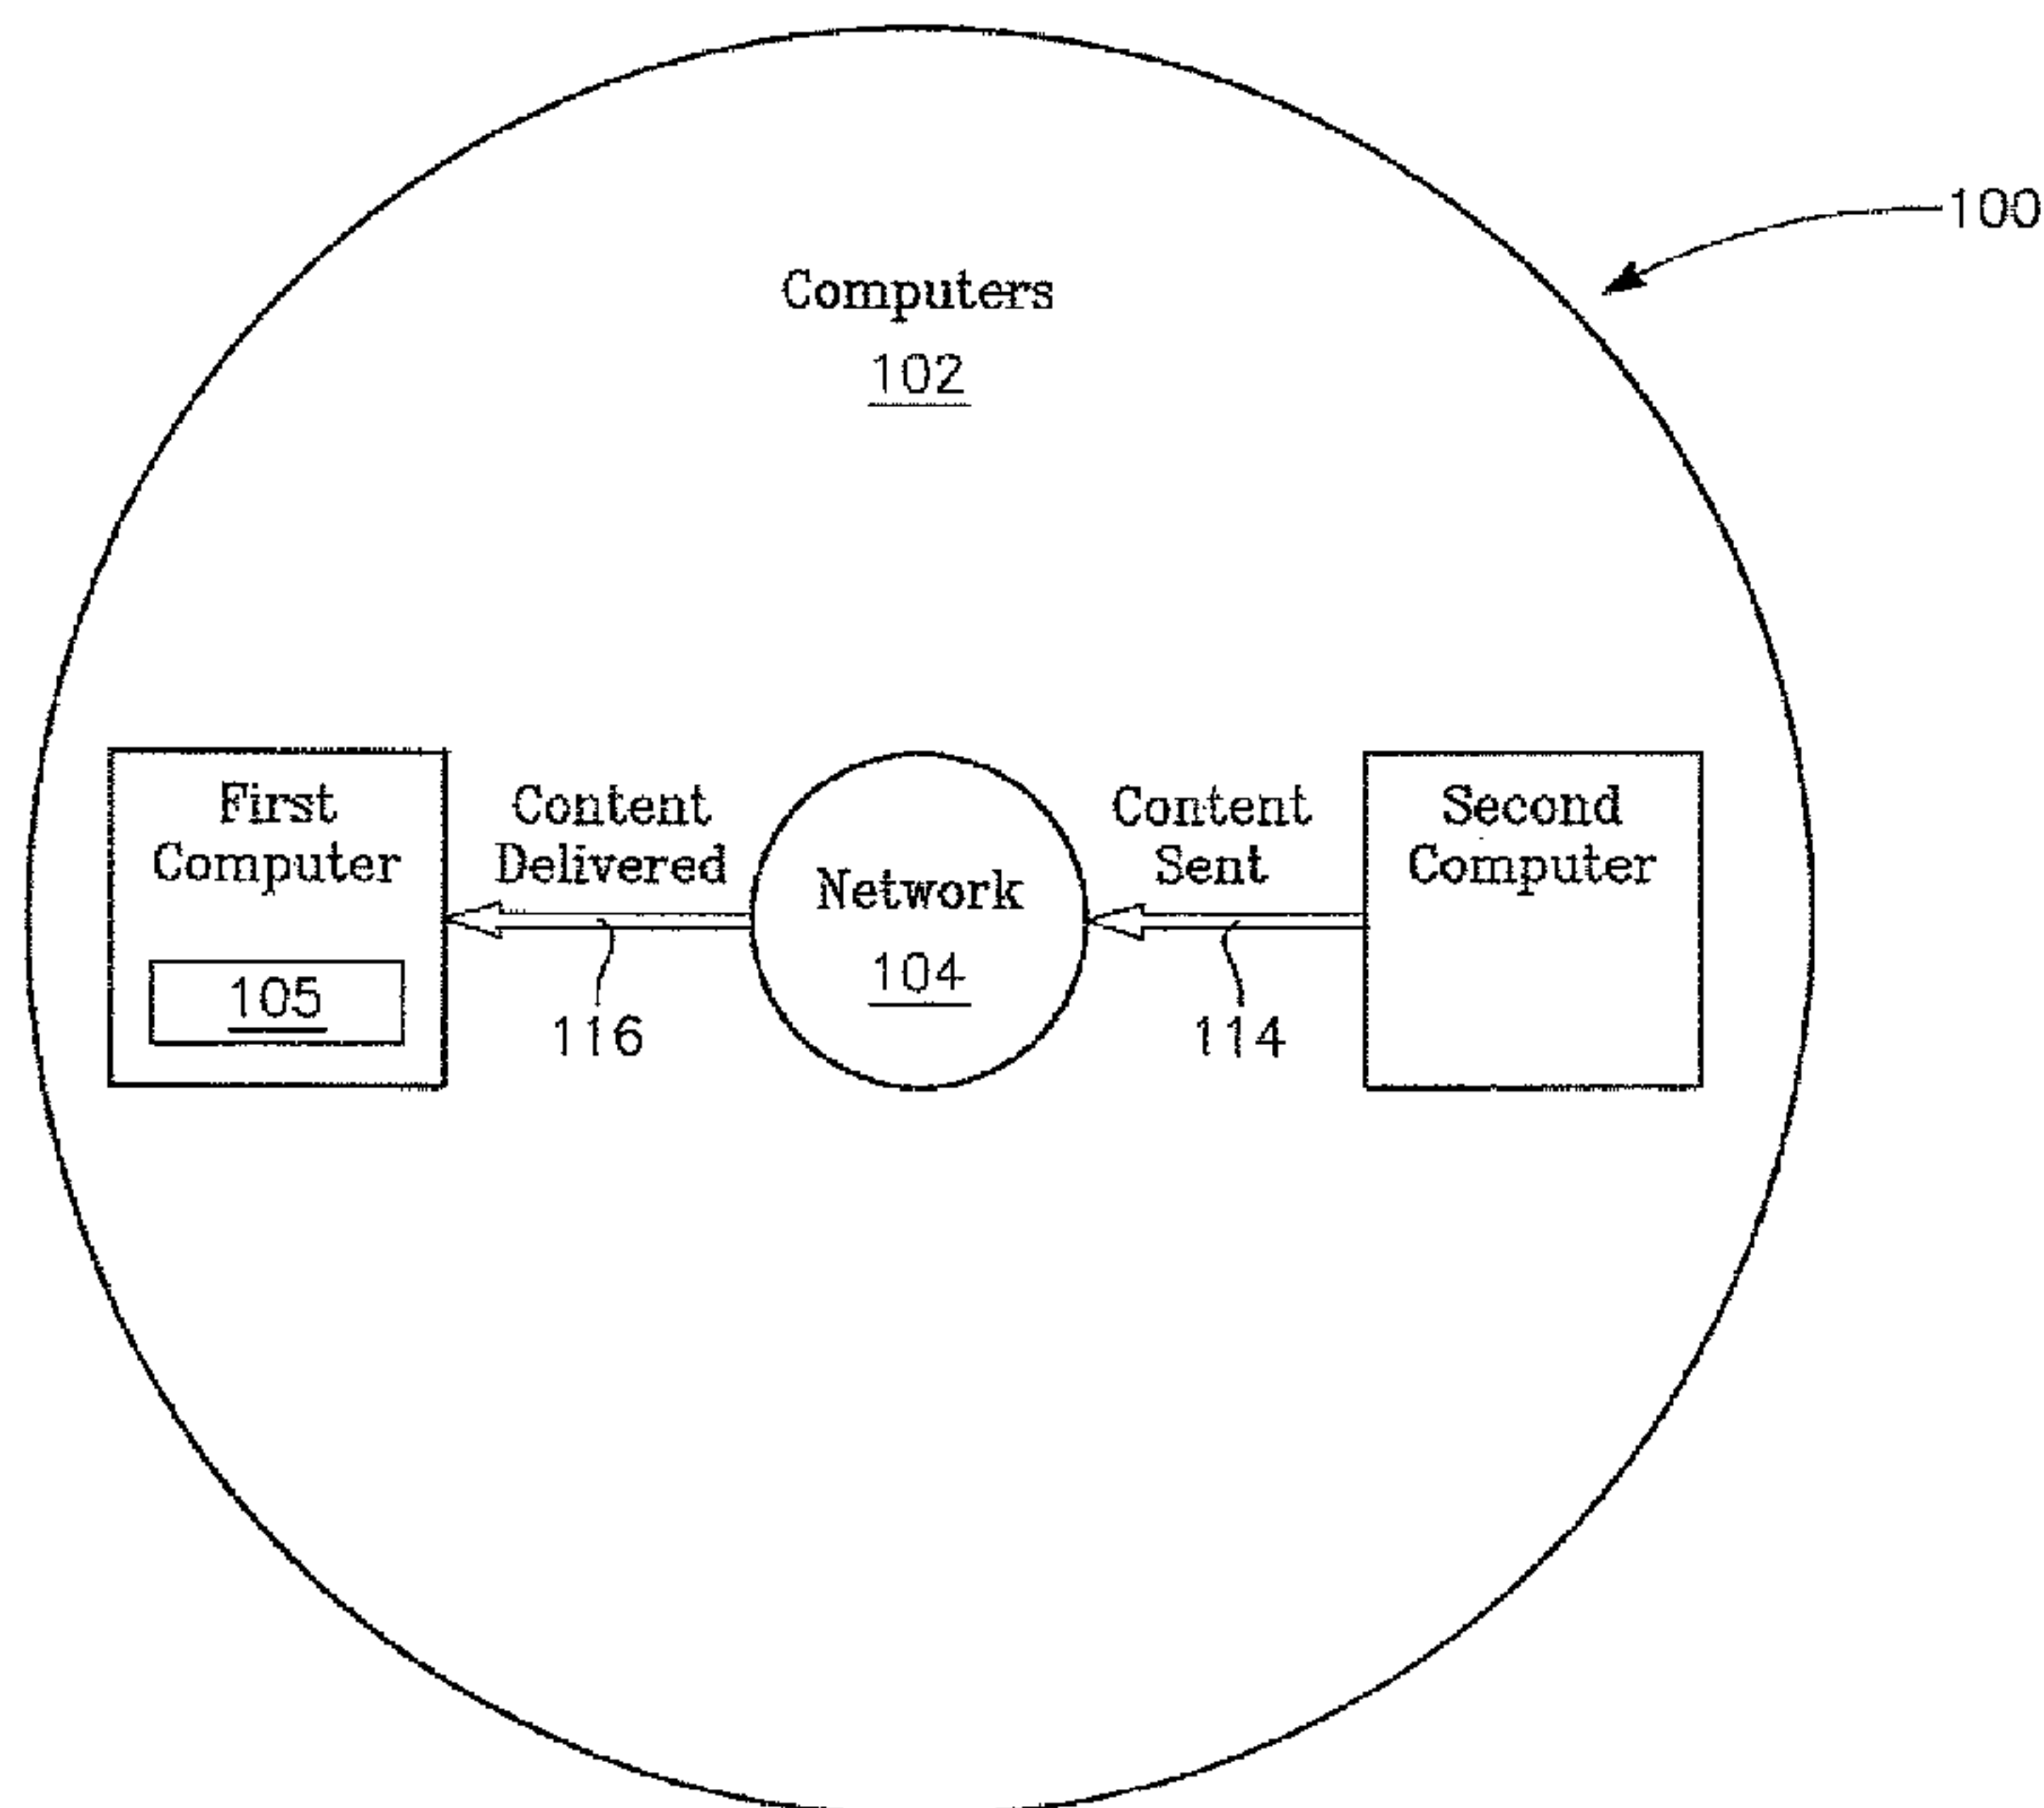 100
Computers
102
First
Computer
105
Content
Delivered
116
Network
104
Content
Sent
114
Second
Computer